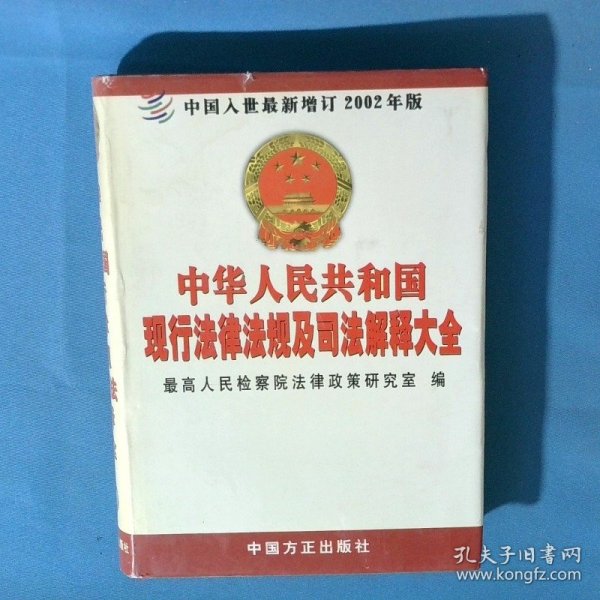 中国入世最新增订 2002年版
中华人民共和国
现行法律法规及司法解释大全
最高人民检察院法律政策研究室 编
中国方正出版社
国
法
孔夫子旧书网
www.kongfz.com